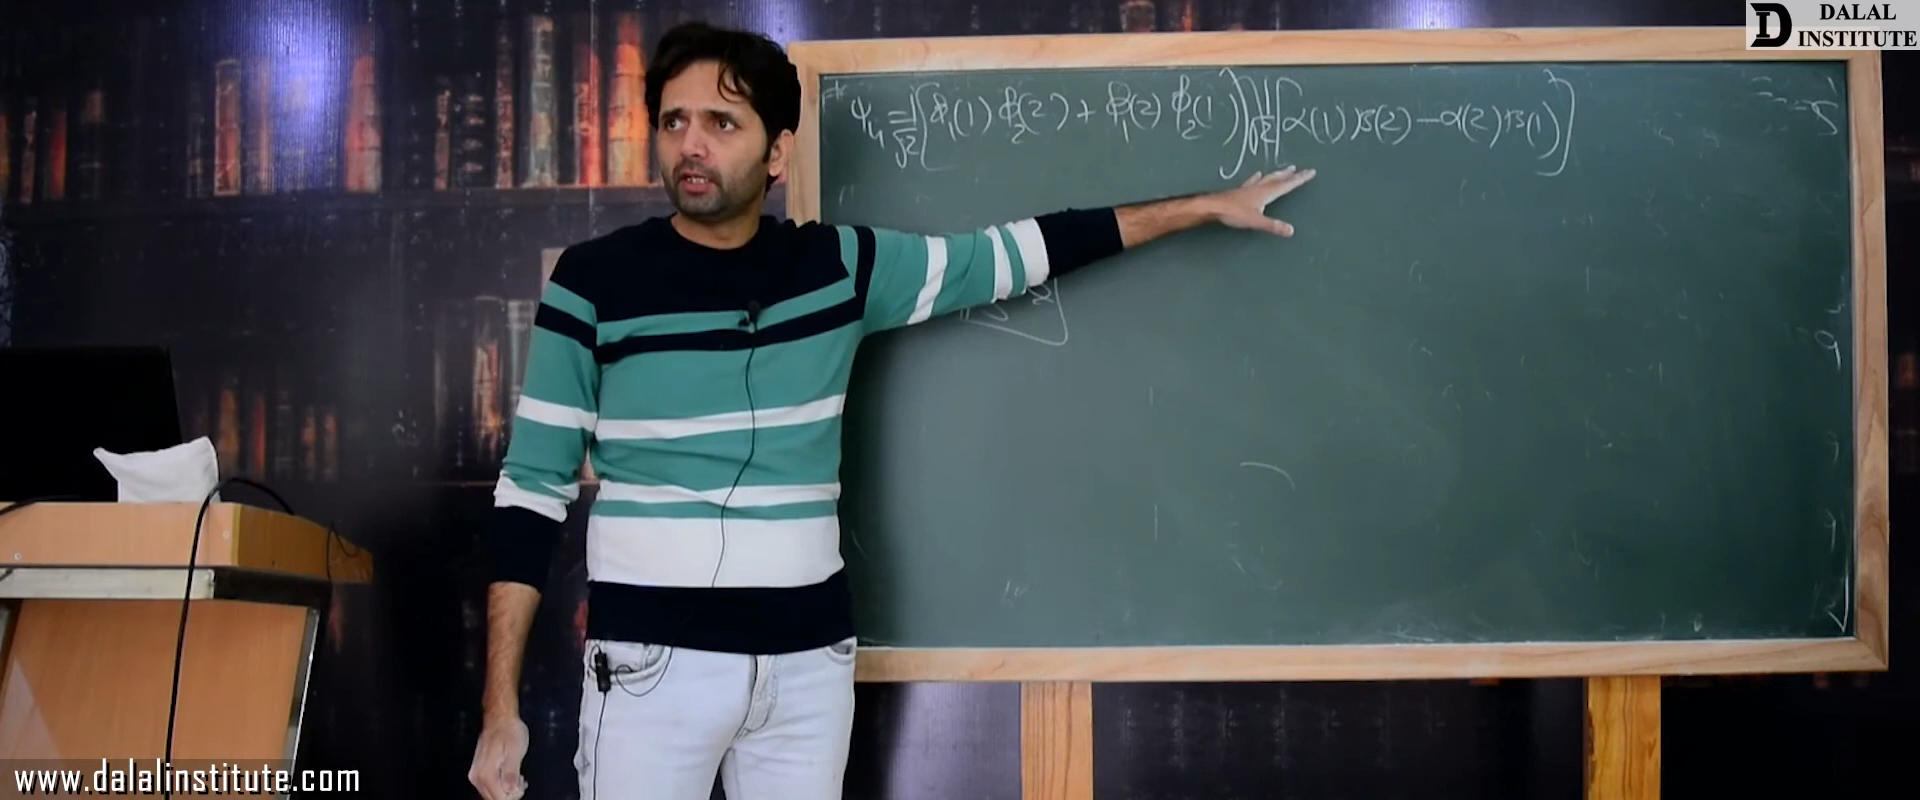 DALAL
INSTITUTE
Ψ₄ = 1/√2 [ϕ₁(1) ϕ₂(2) + ϕ₁(2) ϕ₂(1)] 1/√2 [α(1) β(2) - α(2) β(1)]
www.dalalinstitute.com